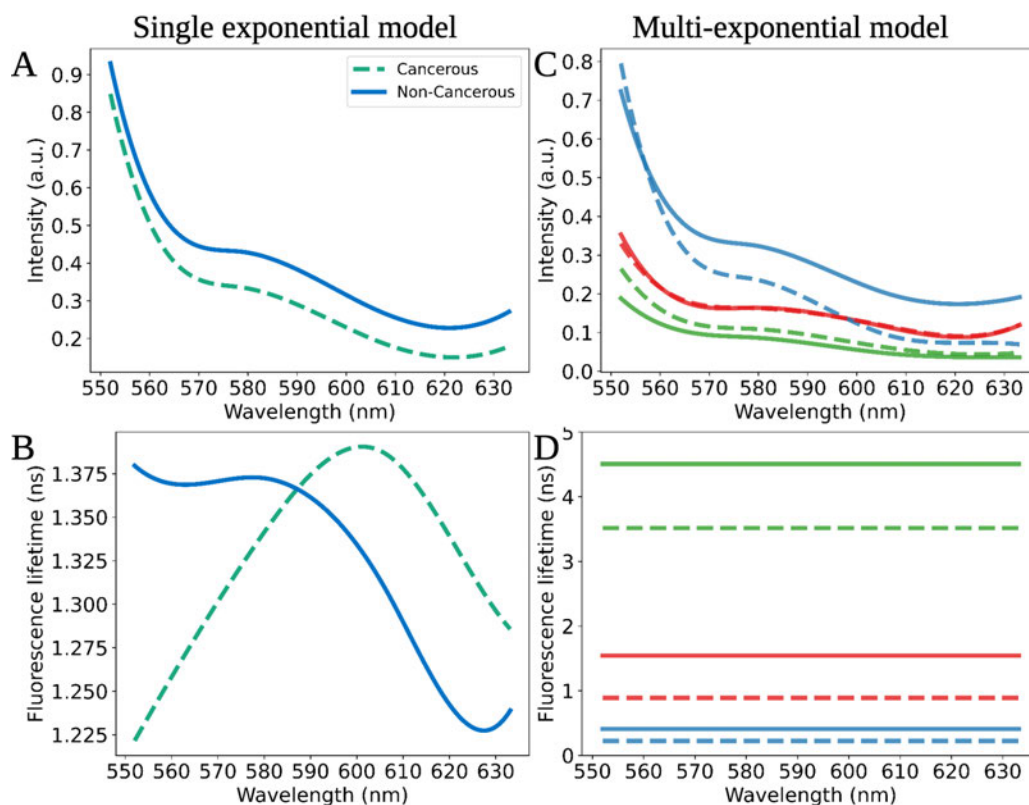 Single exponential model
Multi-exponential model
A
Intensity (a.u.)
0.9
0.8
0.7
0.6
0.5
0.4
0.3
0.2
Cancerous
Non-Cancerous
550 560 570 580 590 600 610 620 630
Wavelength (nm)
C
Intensity (a.u.)
0.8
0.7
0.6
0.5
0.4
0.3
0.2
0.1
0.0
550 560 570 580 590 600 610 620 630
Wavelength (nm)
B
Fluorescence lifetime (ns)
1.375
1.350
1.325
1.300
1.275
1.250
1.225
550 560 570 580 590 600 610 620 630
Wavelength (nm)
D
Fluorescence lifetime (ns)
5
4
3
2
1
0
550 560 570 580 590 600 610 620 630
Wavelength (nm)